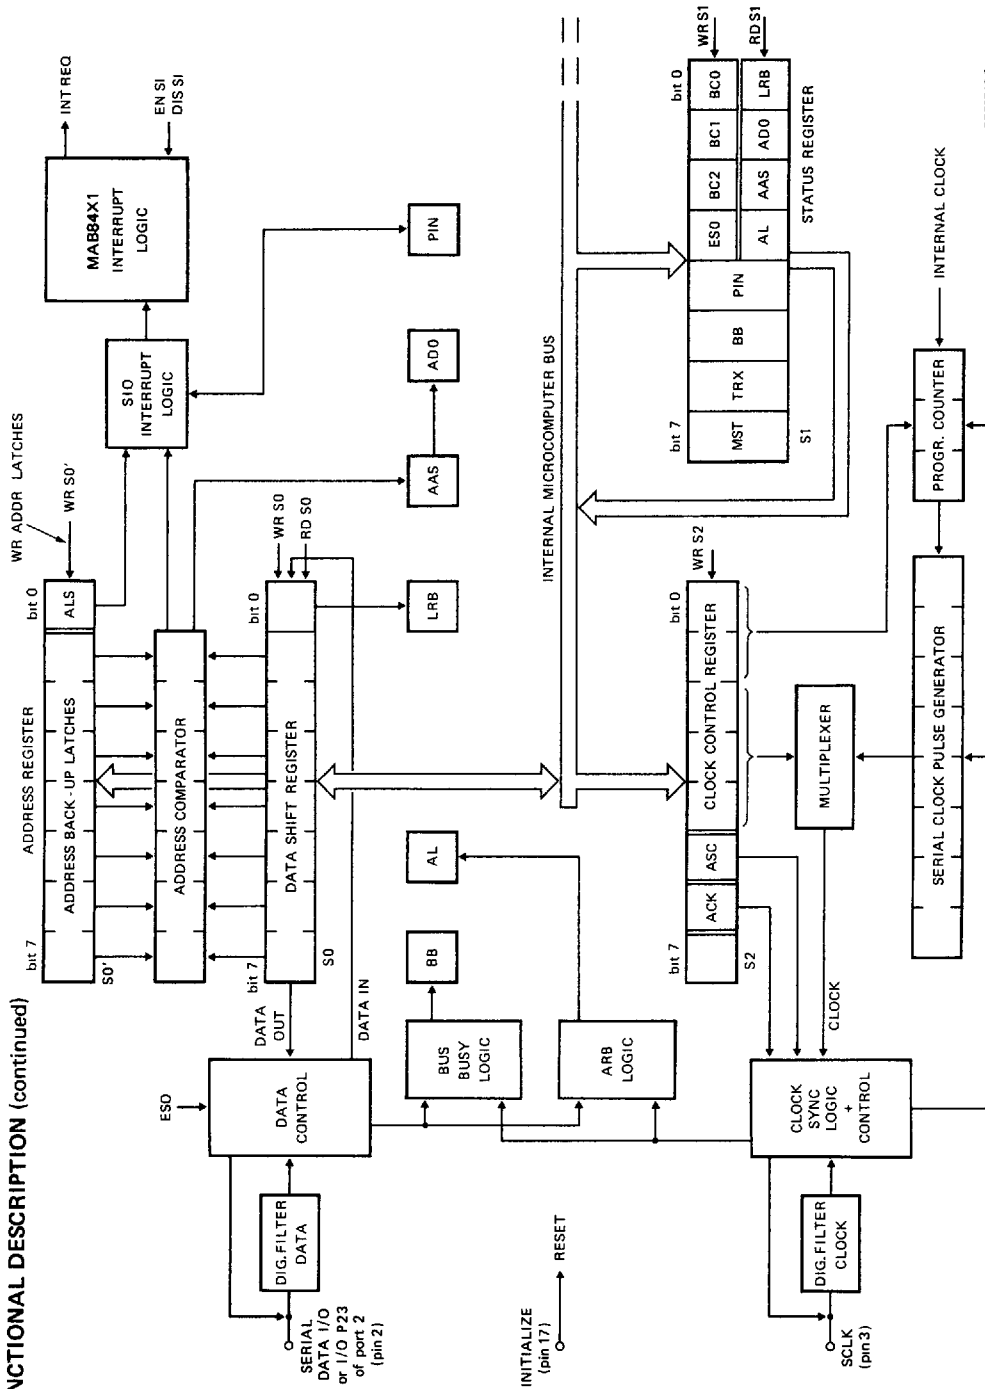 NCTIONAL DESCRIPTION (continued)
WR ADDR LATCHES
WR S0'
ADDRESS REGISTER
bit 7
bit 0
ADDRESS BACK-UP LATCHES
ALS
S0'
ADDRESS COMPARATOR
DATA SHIFT REGISTER
bit 7
bit 0
S0
WR S0
RD S0
SIO
INTERRUPT
LOGIC
MAB84X1
INTERRUPT
LOGIC
INT REQ
EN SI
DIS SI
ESO
DATA
CONTROL
DATA
OUT
DATA IN
DIG. FILTER
DATA
SERIAL
DATA I/O
or I/O P23
of port 2
(pin 2)
LRB
AAS
AD0
PIN
BUS
BUSY
LOGIC
BB
ARB
LOGIC
AL
INITIALIZE
(pin 17)
RESET
INTERNAL MICROCOMPUTER BUS
bit 7
bit 0
ACK
ASC
CLOCK CONTROL REGISTER
WR S2
S2
bit 7
bit 0
MST
TRX
BB
PIN
ES0
BC2
BC1
BC0
WR S1
AL
AAS
AD0
LRB
RD S1
S1
STATUS REGISTER
CLOCK
SYNC
LOGIC
+
CONTROL
DIG. FILTER
CLOCK
SCLK
(pin 3)
CLOCK
MULTIPLEXER
SERIAL CLOCK PULSE GENERATOR
PROGR. COUNTER
INTERNAL CLOCK